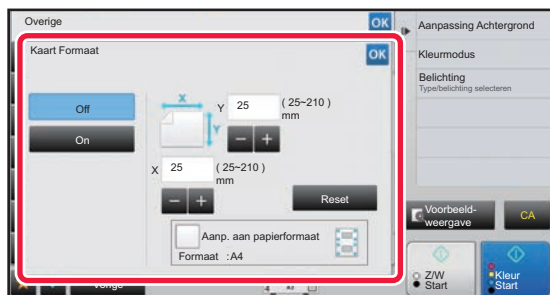 Overige
OK
Kaart Formaat
OK
Off
On
X
Y
Y 25 ( 25~210 )
mm
X 25 ( 25~210 )
mm
Reset
Aanp. aan papierformaat
Formaat :A4
Vorige
Aanpassing Achtergrond
Kleurmodus
Belichting
Type/belichting selecteren
Voorbeeld-
weergave
CA
Z/W
Start
Kleur
Start